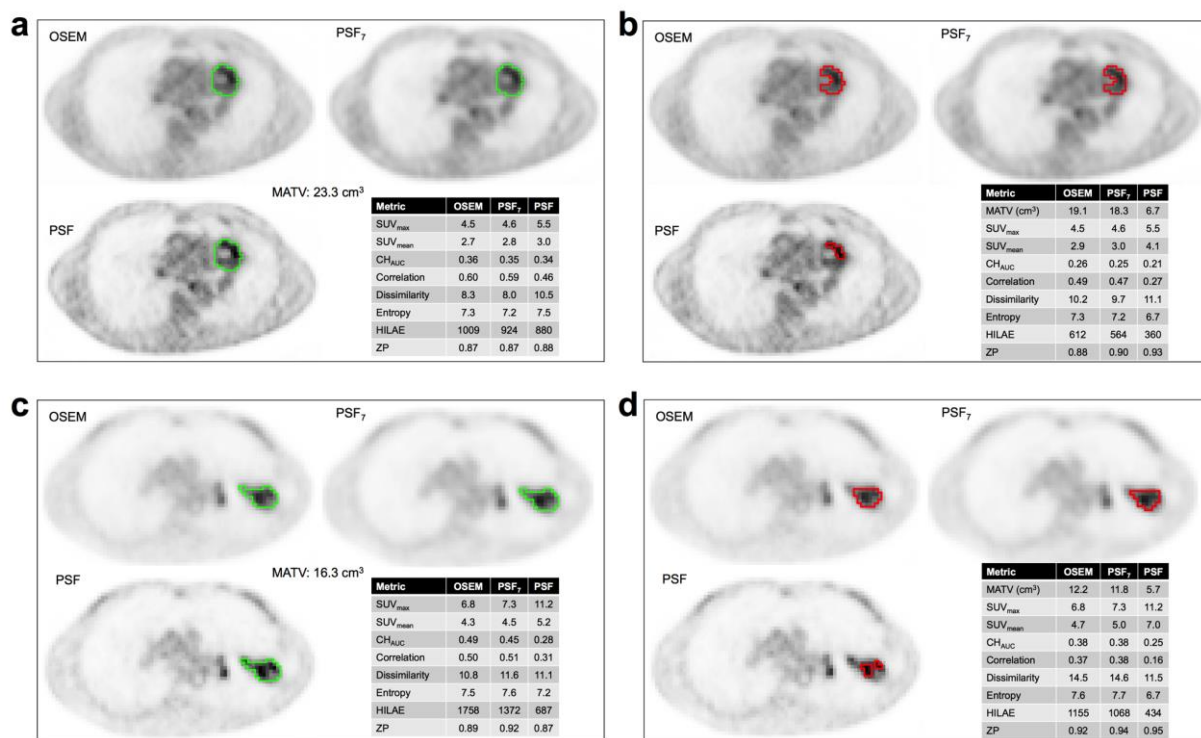 a
OSEM
PSF7
MATV: 23.3 cm3
PSF
Metric OSEM PSF7 PSF
SUVmax 4.5 4.6 5.5
SUVmean 2.7 2.8 3.0
CHAUC 0.36 0.35 0.34
Correlation 0.60 0.59 0.46
Dissimilarity 8.3 8.0 10.5
Entropy 7.3 7.2 7.5
HILAE 1009 924 880
ZP 0.87 0.87 0.88
b
OSEM
PSF7
PSF
Metric OSEM PSF7 PSF
MATV (cm3) 19.1 18.3 6.7
SUVmax 4.5 4.6 5.5
SUVmean 2.9 3.0 4.1
CHAUC 0.26 0.25 0.21
Correlation 0.49 0.47 0.27
Dissimilarity 10.2 9.7 11.1
Entropy 7.3 7.2 6.7
HILAE 612 564 360
ZP 0.88 0.90 0.93
c
OSEM
PSF7
MATV: 16.3 cm3
PSF
Metric OSEM PSF7 PSF
SUVmax 6.8 7.3 11.2
SUVmean 4.3 4.5 5.2
CHAUC 0.49 0.45 0.28
Correlation 0.50 0.51 0.31
Dissimilarity 10.8 11.6 11.1
Entropy 7.5 7.6 7.2
HILAE 1758 1372 687
ZP 0.89 0.92 0.87
d
OSEM
PSF7
PSF
Metric OSEM PSF7 PSF
MATV (cm3) 12.2 11.8 5.7
SUVmax 6.8 7.3 11.2
SUVmean 4.7 5.0 7.0
CHAUC 0.38 0.38 0.25
Correlation 0.37 0.38 0.16
Dissimilarity 14.5 14.6 11.5
Entropy 7.6 7.7 6.7
HILAE 1155 1068 434
ZP 0.92 0.94 0.95